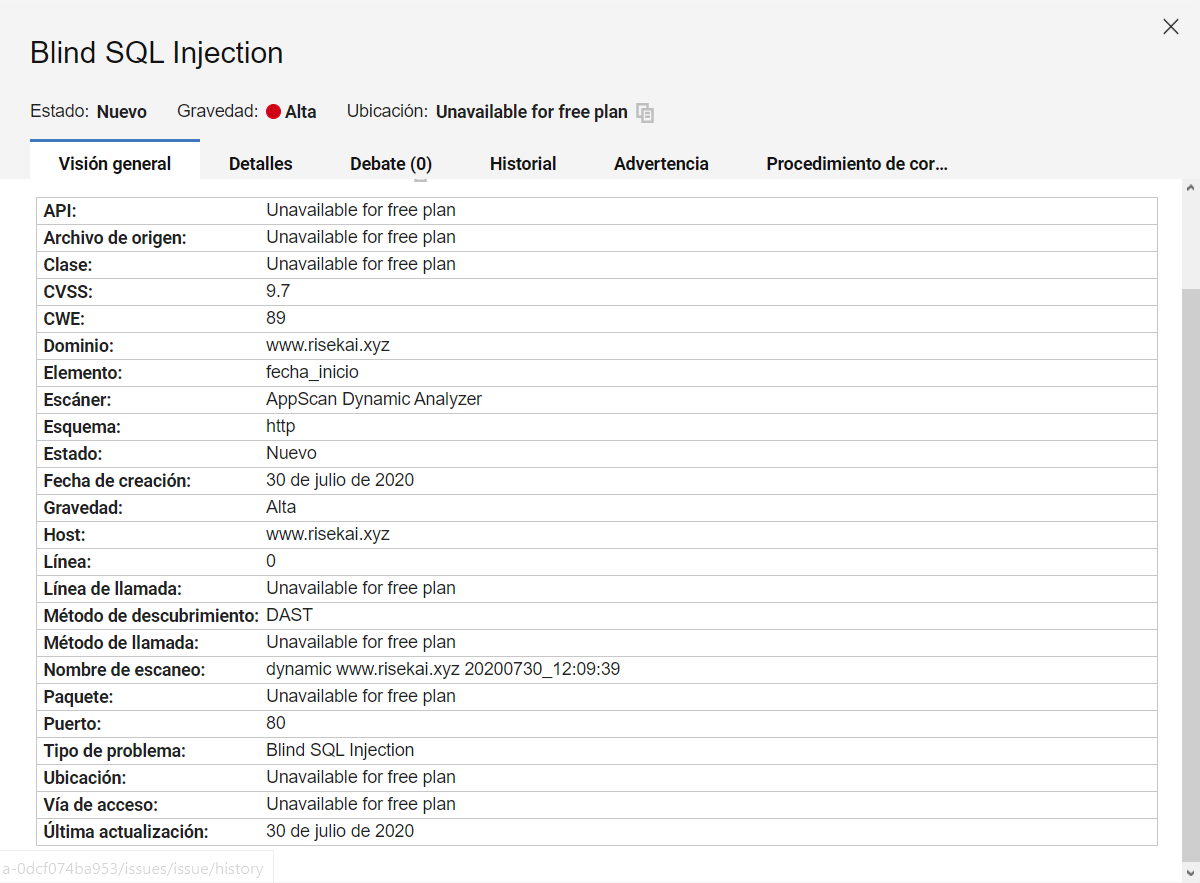 Blind SQL Injection
Estado: Nuevo Gravedad: Alta Ubicación: Unavailable for free plan
Visión general Detalles Debate (0) Historial Advertencia Procedimiento de cor...
API: Unavailable for free plan
Archivo de origen: Unavailable for free plan
Clase: Unavailable for free plan
CVSS: 9.7
CWE: 89
Dominio: www.risekai.xyz
Elemento: fecha_inicio
Escáner: AppScan Dynamic Analyzer
Esquema: http
Estado: Nuevo
Fecha de creación: 30 de julio de 2020
Gravedad: Alta
Host: www.risekai.xyz
Línea: 0
Línea de llamada: Unavailable for free plan
Método de descubrimiento: DAST
Método de llamada: Unavailable for free plan
Nombre de escaneo: dynamic www.risekai.xyz 20200730_12:09:39
Paquete: Unavailable for free plan
Puerto: 80
Tipo de problema: Blind SQL Injection
Ubicación: Unavailable for free plan
Vía de acceso: Unavailable for free plan
Última actualización: 30 de julio de 2020
a-0dcf074ba953/issues/issue/history